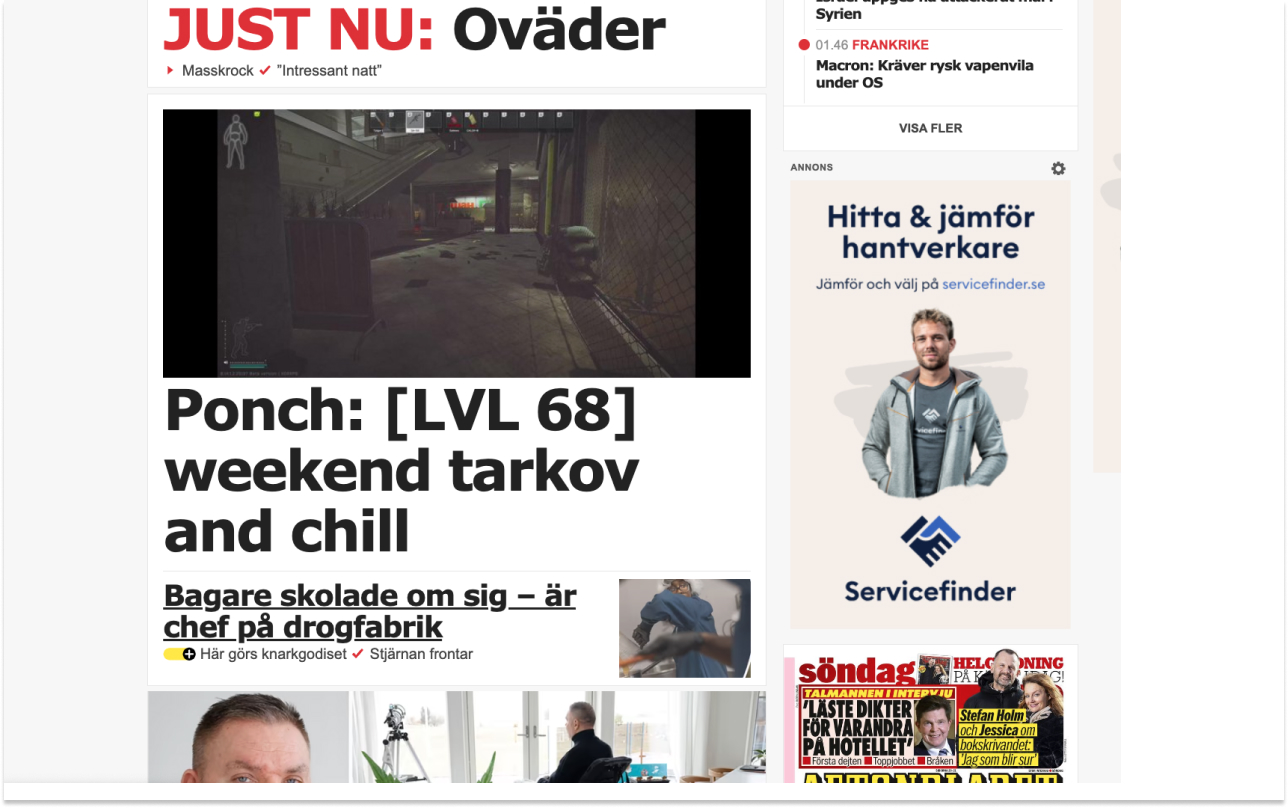 JUST NU: Oväder
Masskrock ✓ ”Intressant natt”
Ponch: [LVL 68]
weekend tarkov
and chill
Bagare skolade om sig – är
chef på drogfabrik
Här görs knarkgodiset ✓ Stjärnan frontar
Syrien
01.46 FRANKRIKE
Macron: Kräver rysk vapenvila
under OS
VISA FLER
ANNONS
Hitta & jämför
hantverkare
Jämför och välj på servicefinder.se
Servicefinder
söndag
TALMANNEN I INTERVJU
’LÄSTE DIKTER
FÖR VARANDRA
PÅ HOTELLET’
Första dejten Toppjobbet Bråken
Stefan Holm
och Jessica om
bokskrivandet:
’Jag som blir sur’
AFTONBLADET